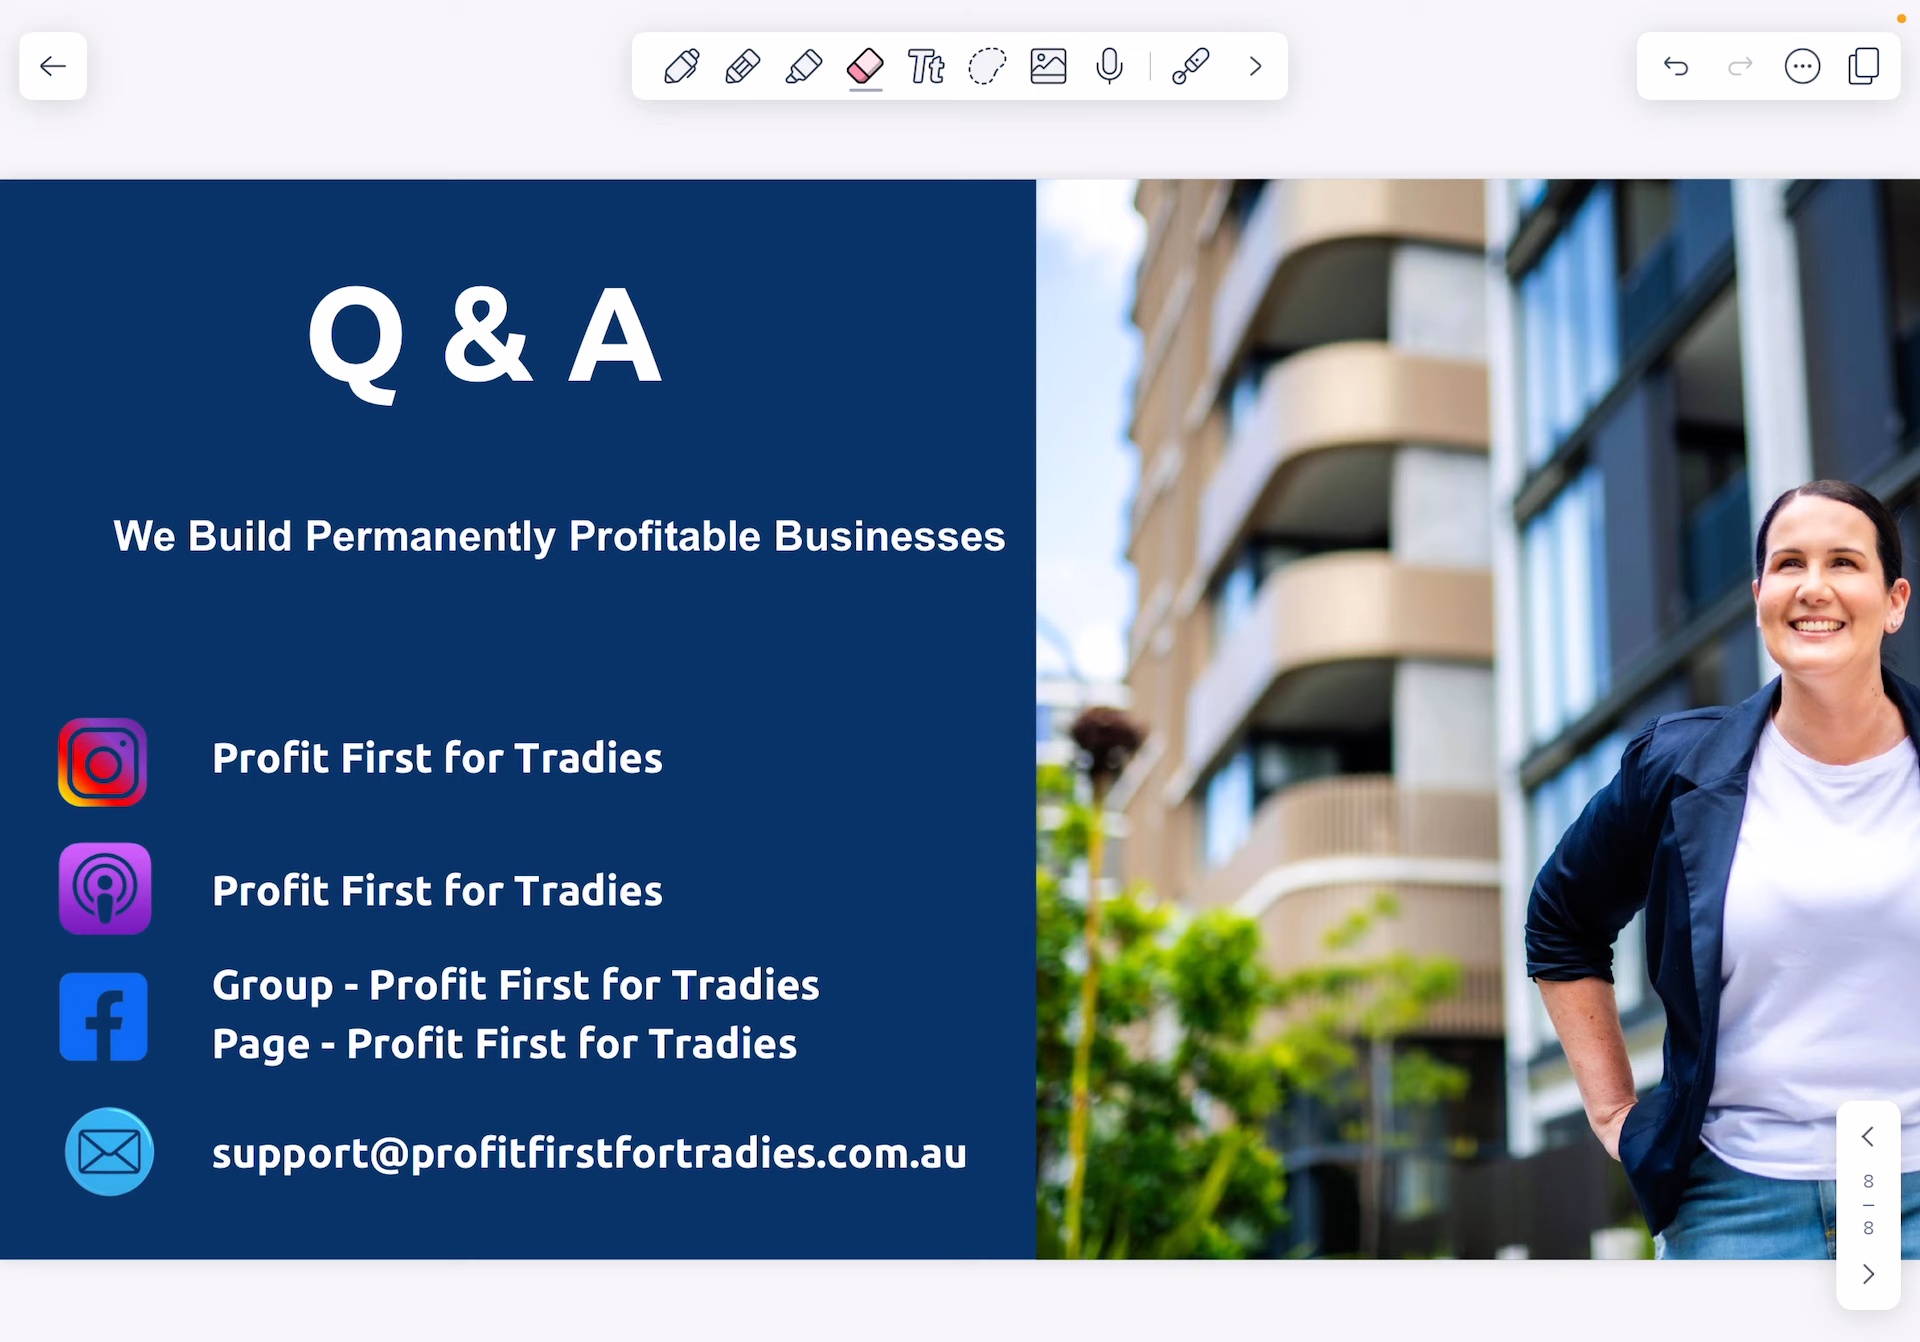 Tt
Q & A
We Build Permanently Profitable Businesses
Profit First for Tradies
Profit First for Tradies
Group - Profit First for Tradies
Page - Profit First for Tradies
support@profitfirstfortradies.com.au
8
8